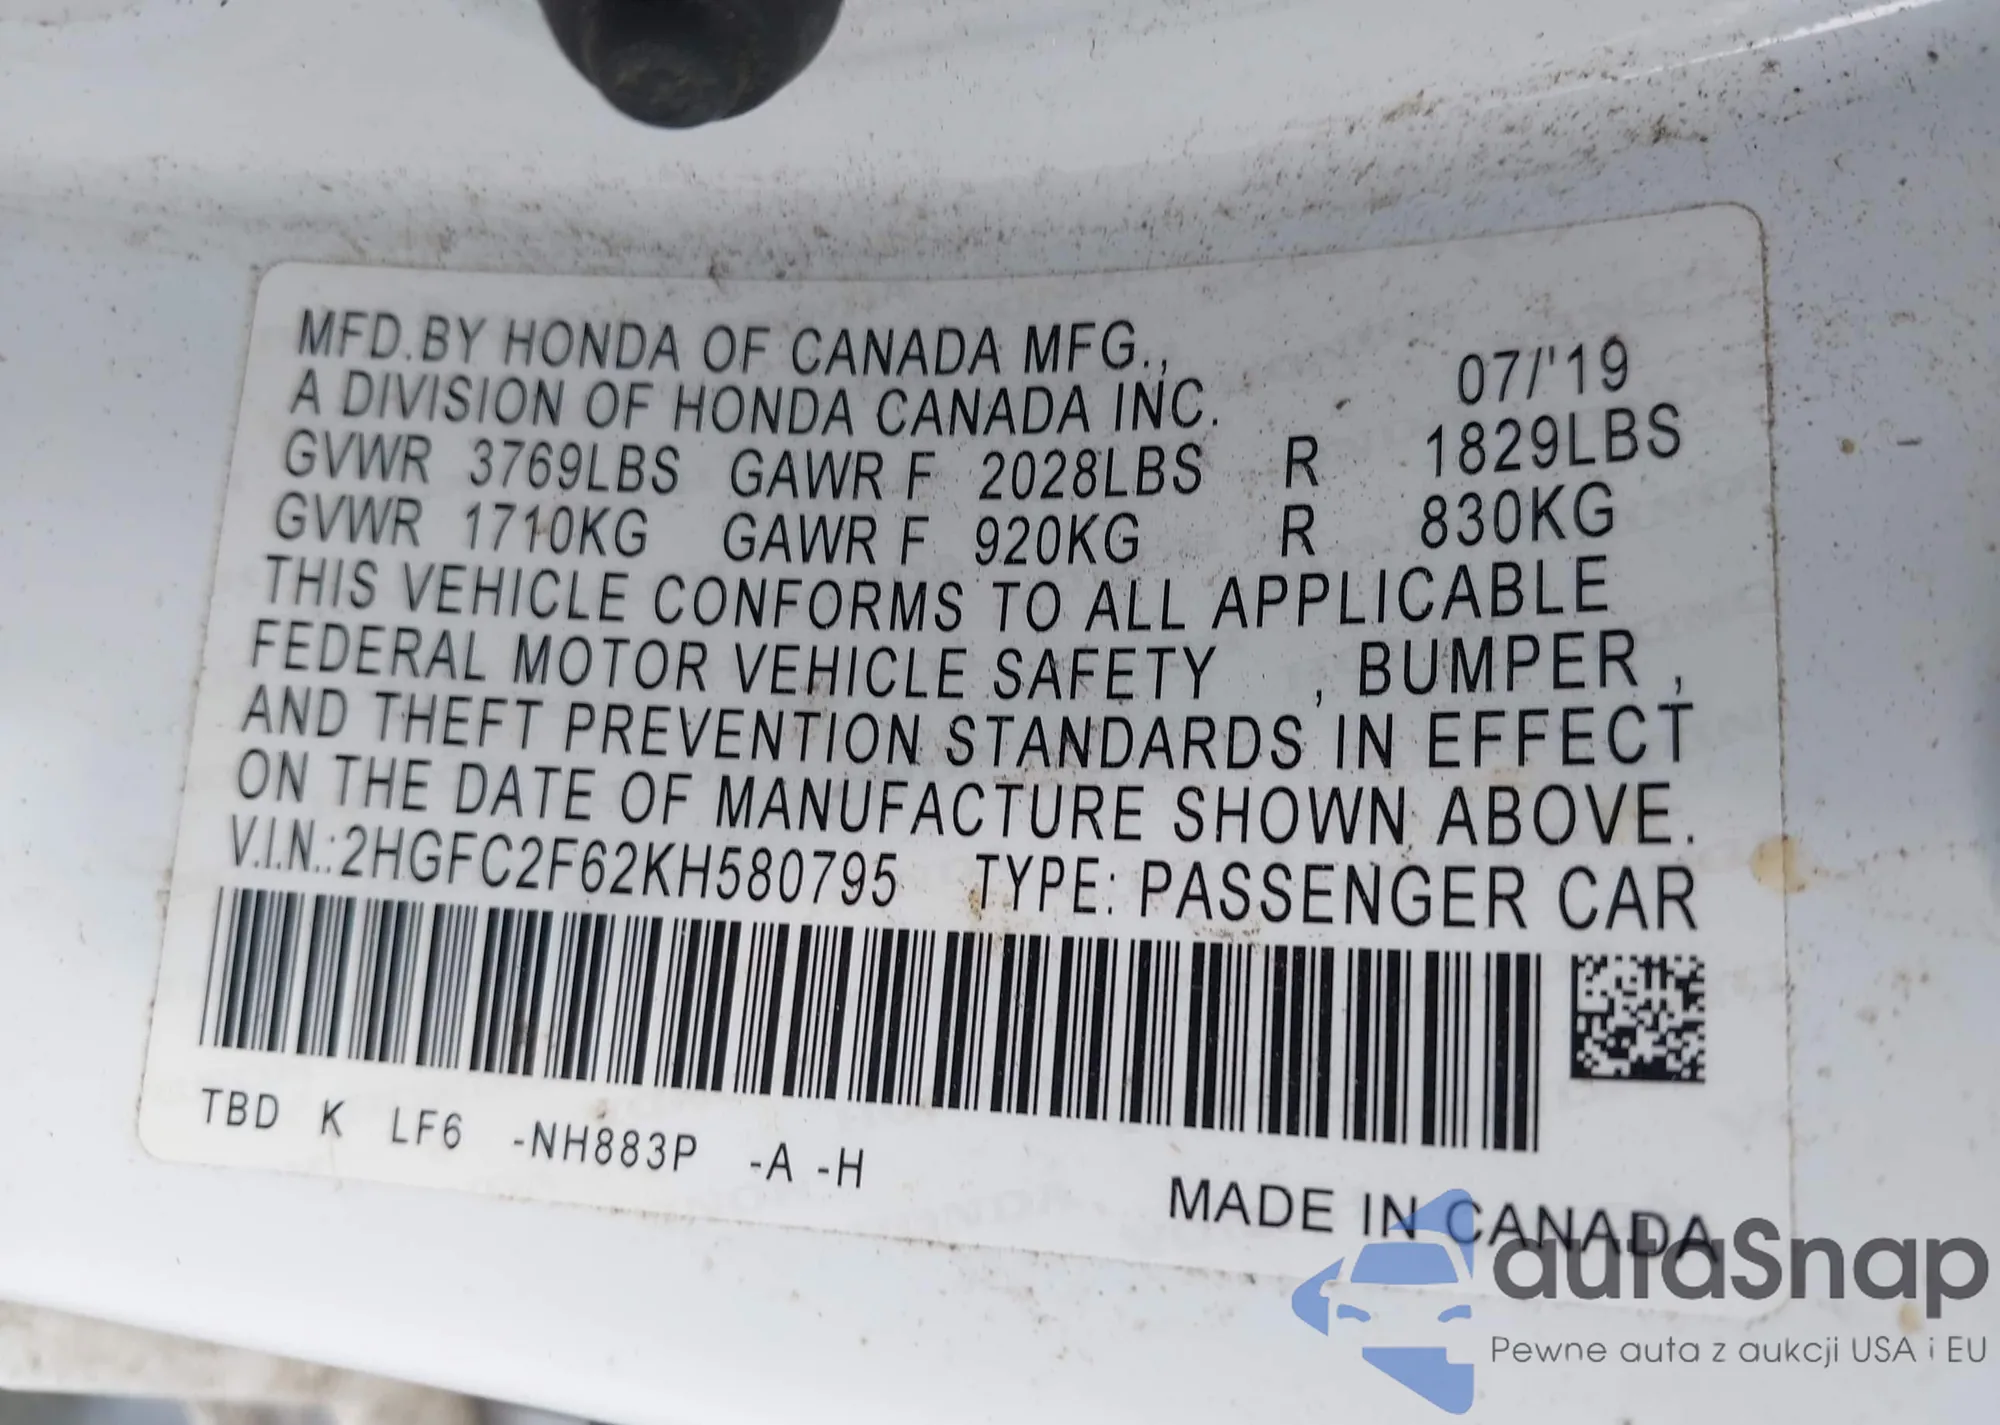 MFD.BY HONDA OF CANADA MFG.,
A DIVISION OF HONDA CANADA INC. 07/'19
GVWR 3769LBS GAWR F 2028LBS R 1829LBS
GVWR 1710KG GAWR F 920KG R 830KG
THIS VEHICLE CONFORMS TO ALL APPLICABLE
FEDERAL MOTOR VEHICLE SAFETY , BUMPER ,
AND THEFT PREVENTION STANDARDS IN EFFECT
ON THE DATE OF MANUFACTURE SHOWN ABOVE.
V.I.N.:2HGFC2F62KH580795 TYPE: PASSENGER CAR
TBD K LF6 -NH883P -A -H
MADE IN CANADA
autaSnap
Pewne auta z aukcji USA i EU